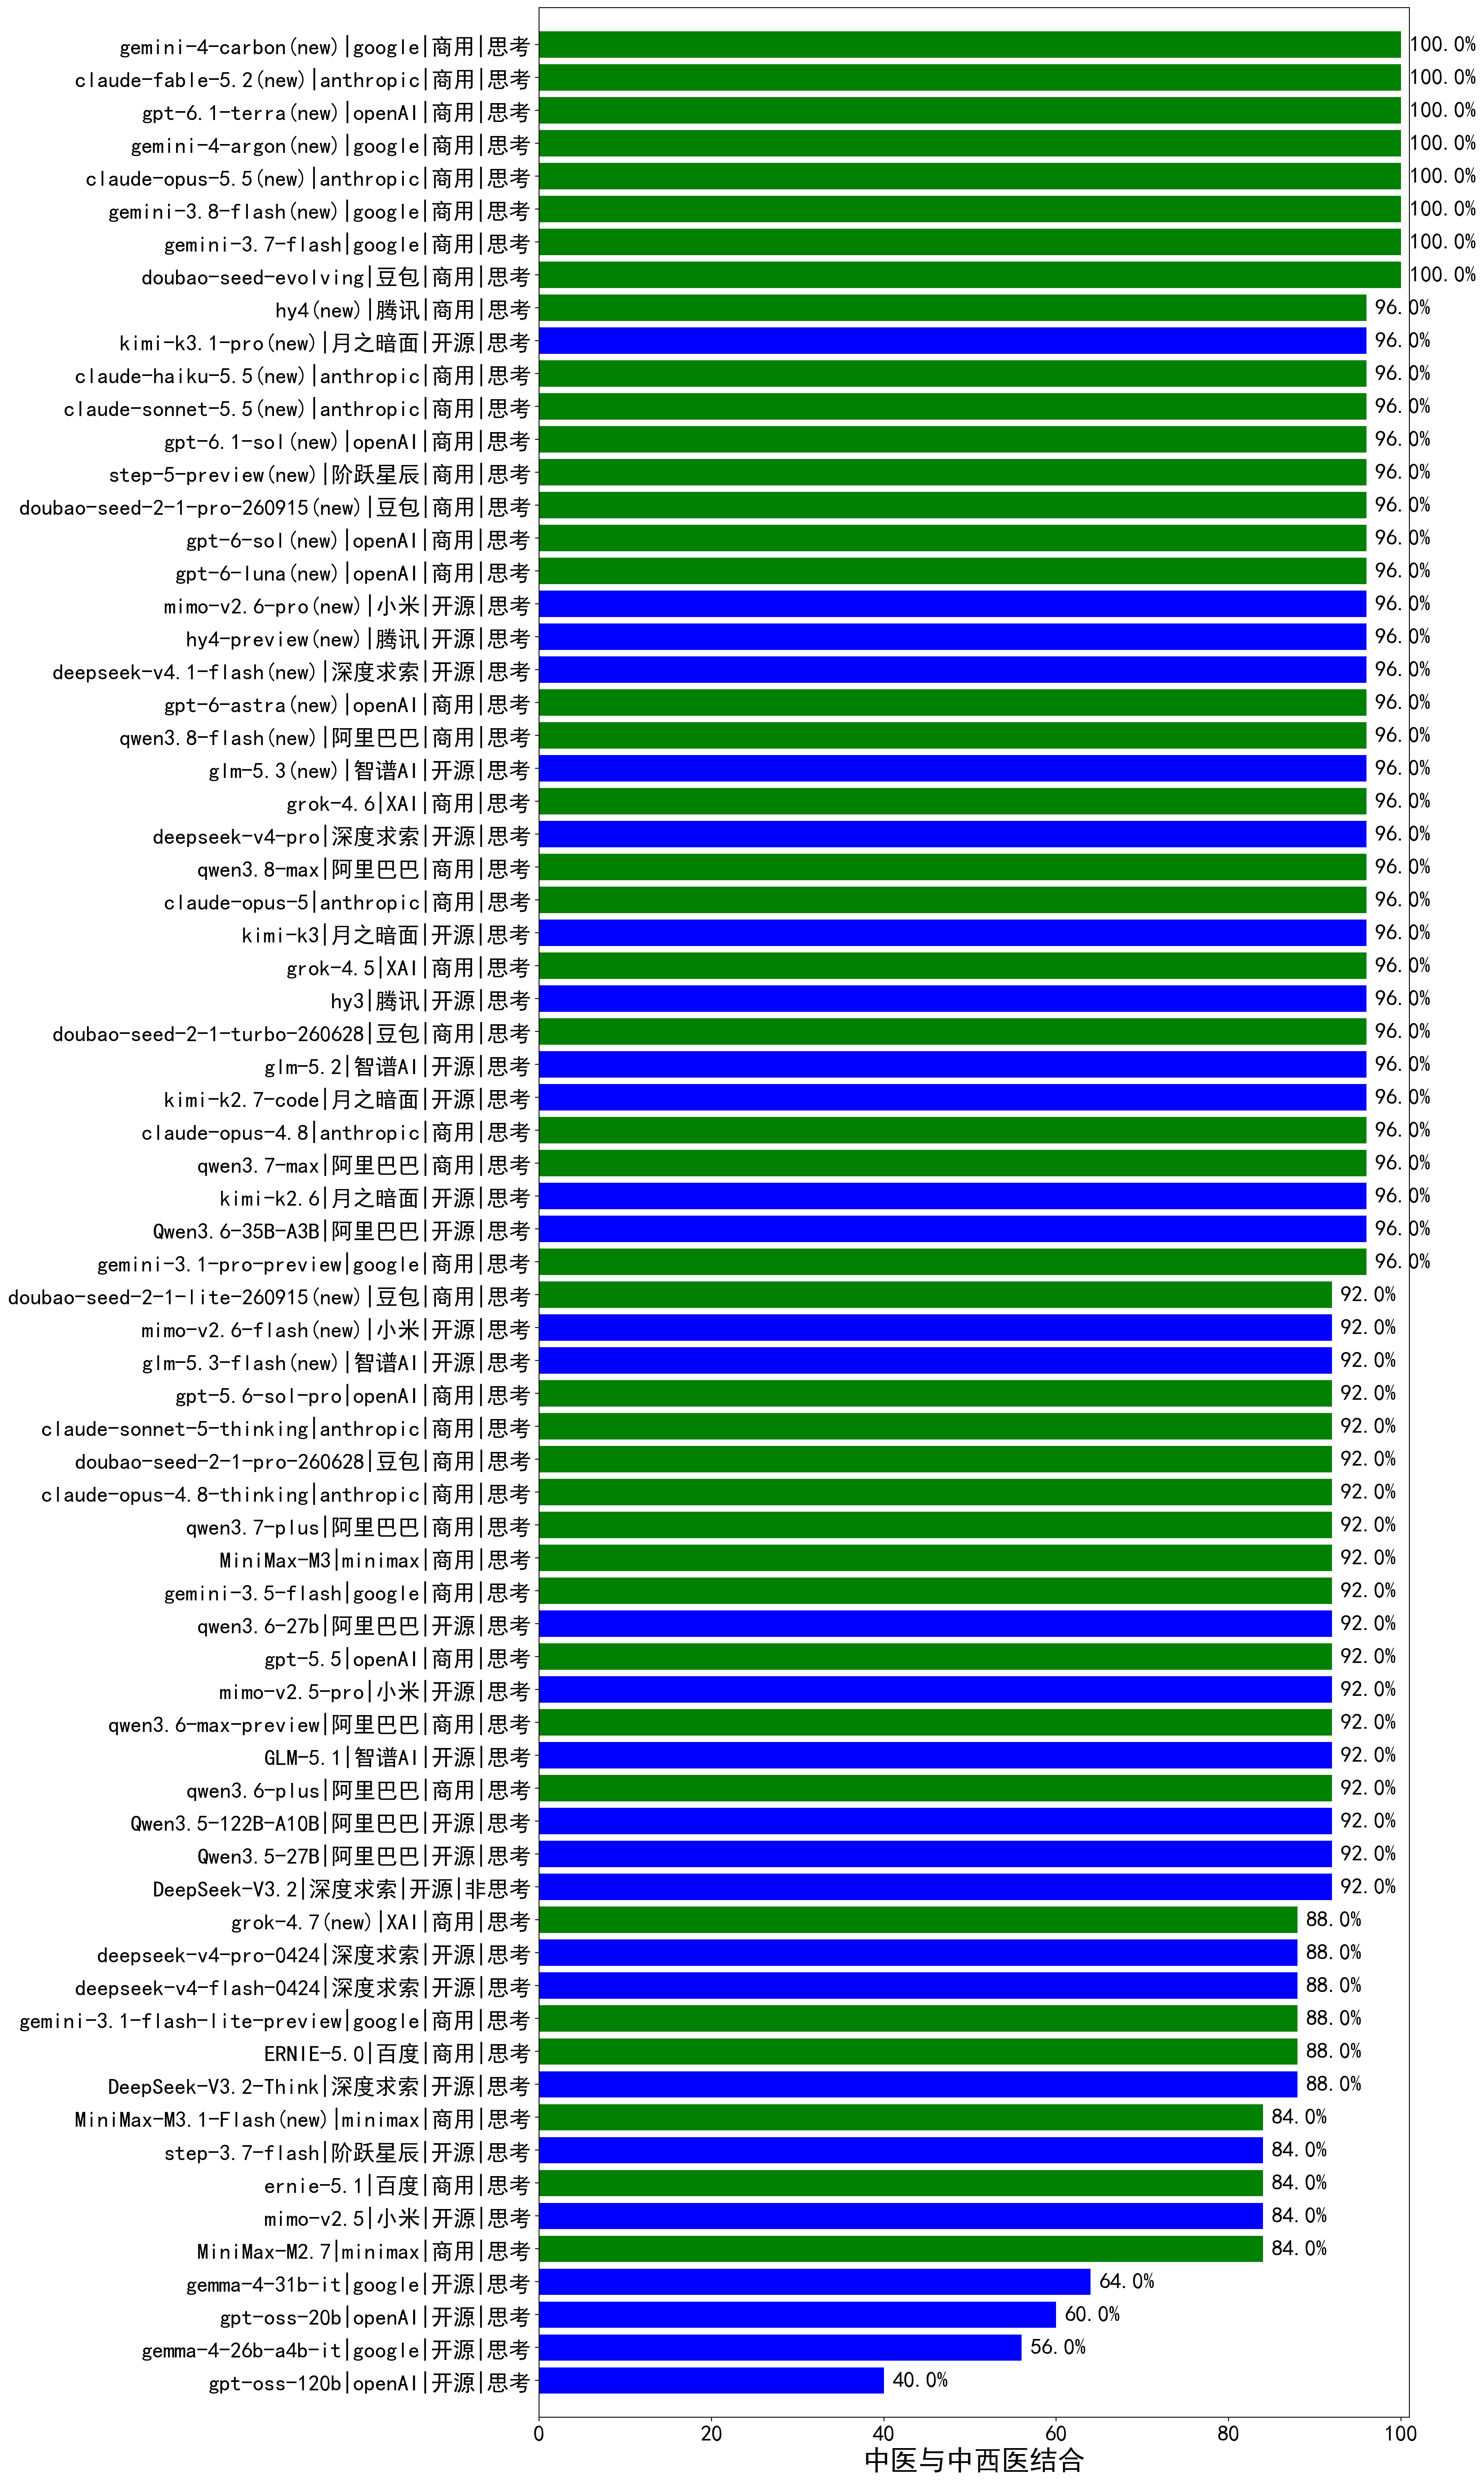 gemini-4-carbon(new)|google|商用|思考 100.0%
claude-fable-5.2(new)|anthropic|商用|思考 100.0%
gpt-6.1-terra(new)|openAI|商用|思考 100.0%
gemini-4-argon(new)|google|商用|思考 100.0%
claude-opus-5.5(new)|anthropic|商用|思考 100.0%
gemini-3.8-flash(new)|google|商用|思考 100.0%
gemini-3.7-flash|google|商用|思考 100.0%
doubao-seed-evolving|豆包|商用|思考 100.0%
hy4(new)|腾讯|商用|思考 96.0%
kimi-k3.1-pro(new)|月之暗面|开源|思考 96.0%
claude-haiku-5.5(new)|anthropic|商用|思考 96.0%
claude-sonnet-5.5(new)|anthropic|商用|思考 96.0%
gpt-6.1-sol(new)|openAI|商用|思考 96.0%
step-5-preview(new)|阶跃星辰|商用|思考 96.0%
doubao-seed-2-1-pro-260915(new)|豆包|商用|思考 96.0%
gpt-6-sol(new)|openAI|商用|思考 96.0%
gpt-6-luna(new)|openAI|商用|思考 96.0%
mimo-v2.6-pro(new)|小米|开源|思考 96.0%
hy4-preview(new)|腾讯|开源|思考 96.0%
deepseek-v4.1-flash(new)|深度求索|开源|思考 96.0%
gpt-6-astra(new)|openAI|商用|思考 96.0%
qwen3.8-flash(new)|阿里巴巴|商用|思考 96.0%
glm-5.3(new)|智谱AI|开源|思考 96.0%
grok-4.6|XAI|商用|思考 96.0%
deepseek-v4-pro|深度求索|开源|思考 96.0%
qwen3.8-max|阿里巴巴|商用|思考 96.0%
claude-opus-5|anthropic|商用|思考 96.0%
kimi-k3|月之暗面|开源|思考 96.0%
grok-4.5|XAI|商用|思考 96.0%
hy3|腾讯|开源|思考 96.0%
doubao-seed-2-1-turbo-260628|豆包|商用|思考 96.0%
glm-5.2|智谱AI|开源|思考 96.0%
kimi-k2.7-code|月之暗面|开源|思考 96.0%
claude-opus-4.8|anthropic|商用|思考 96.0%
qwen3.7-max|阿里巴巴|商用|思考 96.0%
kimi-k2.6|月之暗面|开源|思考 96.0%
Qwen3.6-35B-A3B|阿里巴巴|开源|思考 96.0%
gemini-3.1-pro-preview|google|商用|思考 96.0%
doubao-seed-2-1-lite-260915(new)|豆包|商用|思考 92.0%
mimo-v2.6-flash(new)|小米|开源|思考 92.0%
glm-5.3-flash(new)|智谱AI|开源|思考 92.0%
gpt-5.6-sol-pro|openAI|商用|思考 92.0%
claude-sonnet-5-thinking|anthropic|商用|思考 92.0%
doubao-seed-2-1-pro-260628|豆包|商用|思考 92.0%
claude-opus-4.8-thinking|anthropic|商用|思考 92.0%
qwen3.7-plus|阿里巴巴|商用|思考 92.0%
MiniMax-M3|minimax|商用|思考 92.0%
gemini-3.5-flash|google|商用|思考 92.0%
qwen3.6-27b|阿里巴巴|开源|思考 92.0%
gpt-5.5|openAI|商用|思考 92.0%
mimo-v2.5-pro|小米|开源|思考 92.0%
qwen3.6-max-preview|阿里巴巴|商用|思考 92.0%
GLM-5.1|智谱AI|开源|思考 92.0%
qwen3.6-plus|阿里巴巴|商用|思考 92.0%
Qwen3.5-122B-A10B|阿里巴巴|开源|思考 92.0%
Qwen3.5-27B|阿里巴巴|开源|思考 92.0%
DeepSeek-V3.2|深度求索|开源|非思考 92.0%
grok-4.7(new)|XAI|商用|思考 88.0%
deepseek-v4-pro-0424|深度求索|开源|思考 88.0%
deepseek-v4-flash-0424|深度求索|开源|思考 88.0%
gemini-3.1-flash-lite-preview|google|商用|思考 88.0%
ERNIE-5.0|百度|商用|思考 88.0%
DeepSeek-V3.2-Think|深度求索|开源|思考 88.0%
MiniMax-M3.1-Flash(new)|minimax|商用|思考 84.0%
step-3.7-flash|阶跃星辰|开源|思考 84.0%
ernie-5.1|百度|商用|思考 84.0%
mimo-v2.5|小米|开源|思考 84.0%
MiniMax-M2.7|minimax|商用|思考 84.0%
gemma-4-31b-it|google|开源|思考 64.0%
gpt-oss-20b|openAI|开源|思考 60.0%
gemma-4-26b-a4b-it|google|开源|思考 56.0%
gpt-oss-120b|openAI|开源|思考 40.0%
0 20 40 60 80 100
中医与中西医结合